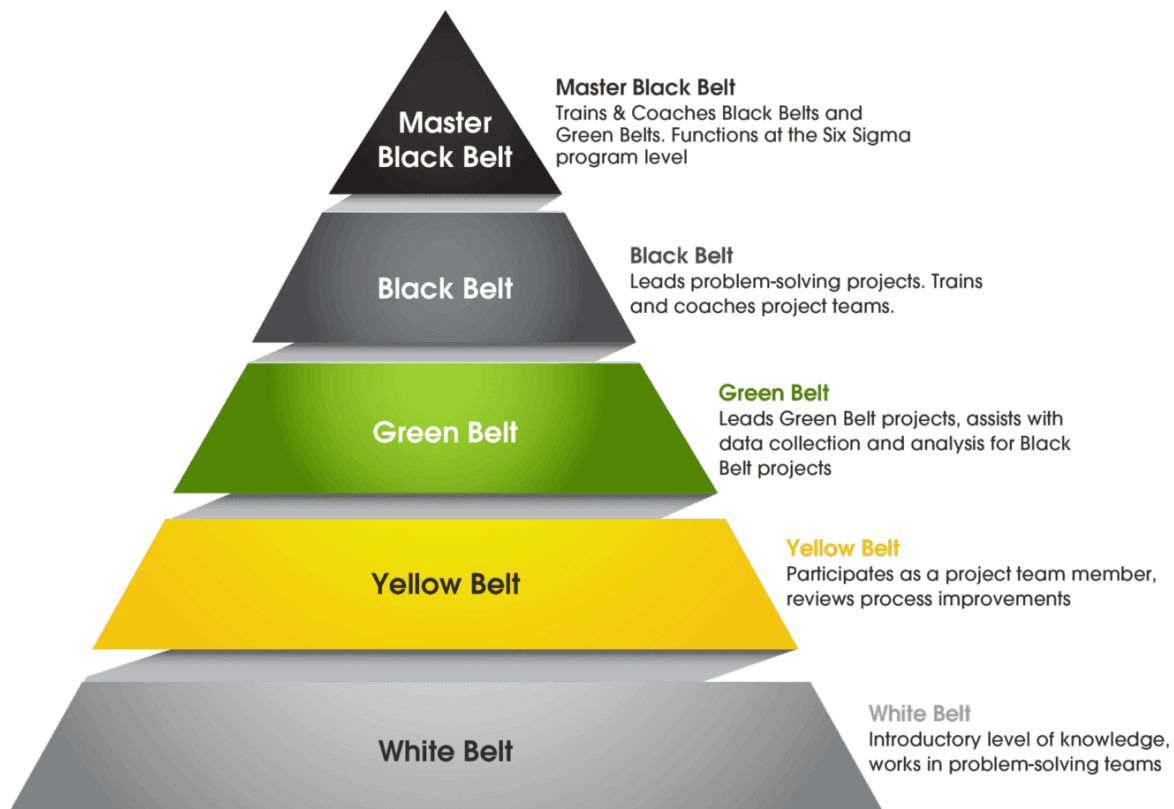 Master
Black Belt
Master Black Belt
Trains & Coaches Black Belts and
Green Belts. Functions at the Six Sigma
program level
Black Belt
Black Belt
Leads problem-solving projects. Trains
and coaches project teams.
Green Belt
Green Belt
Leads Green Belt projects, assists with
data collection and analysis for Black
Belt projects
Yellow Belt
Yellow Belt
Participates as a project team member,
reviews process improvements
White Belt
White Belt
Introductory level of knowledge,
works in problem-solving teams